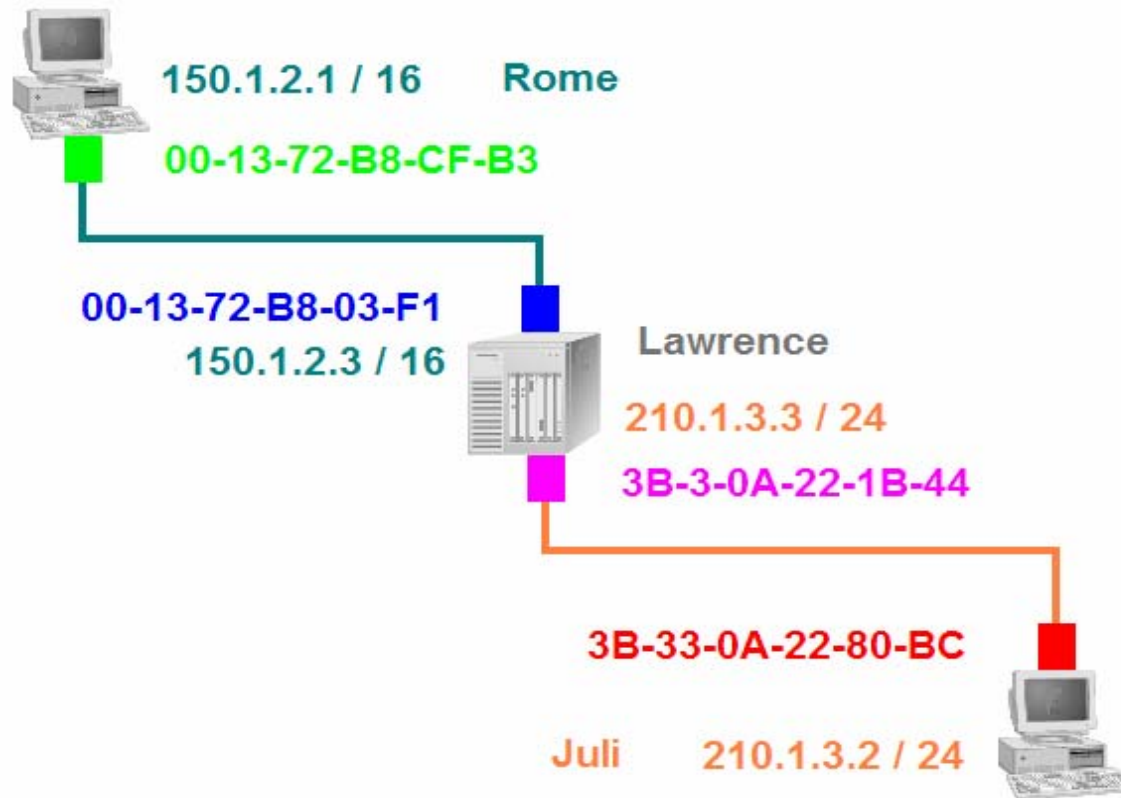 150.1.2.1 / 16 Rome
00-13-72-B8-CF-B3
00-13-72-B8-03-F1
150.1.2.3 / 16
Lawrence
210.1.3.3 / 24
3B-3-0A-22-1B-44
3B-33-0A-22-80-BC
Juli 210.1.3.2 / 24